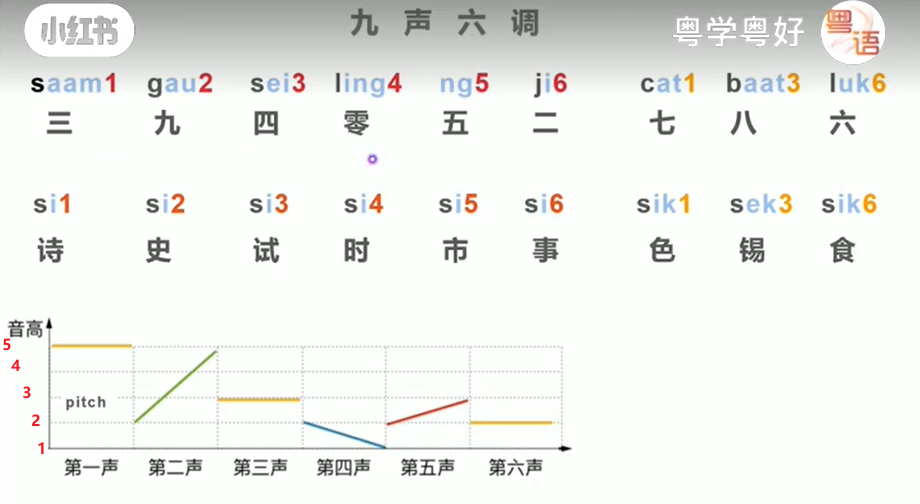 小红书
九声六调
粤学粤好
粤语
saam1 gau2 sei3 ling4 ng5 ji6 cat1 baat3 luk6
三 九 四 零 五 二 七 八 六
si1 si2 si3 si4 si5 si6 sik1 sek3 sik6
诗 史 试 时 市 事 色 锡 食
音高
5
4
3
pitch
2
1
第一声 第二声 第三声 第四声 第五声 第六声